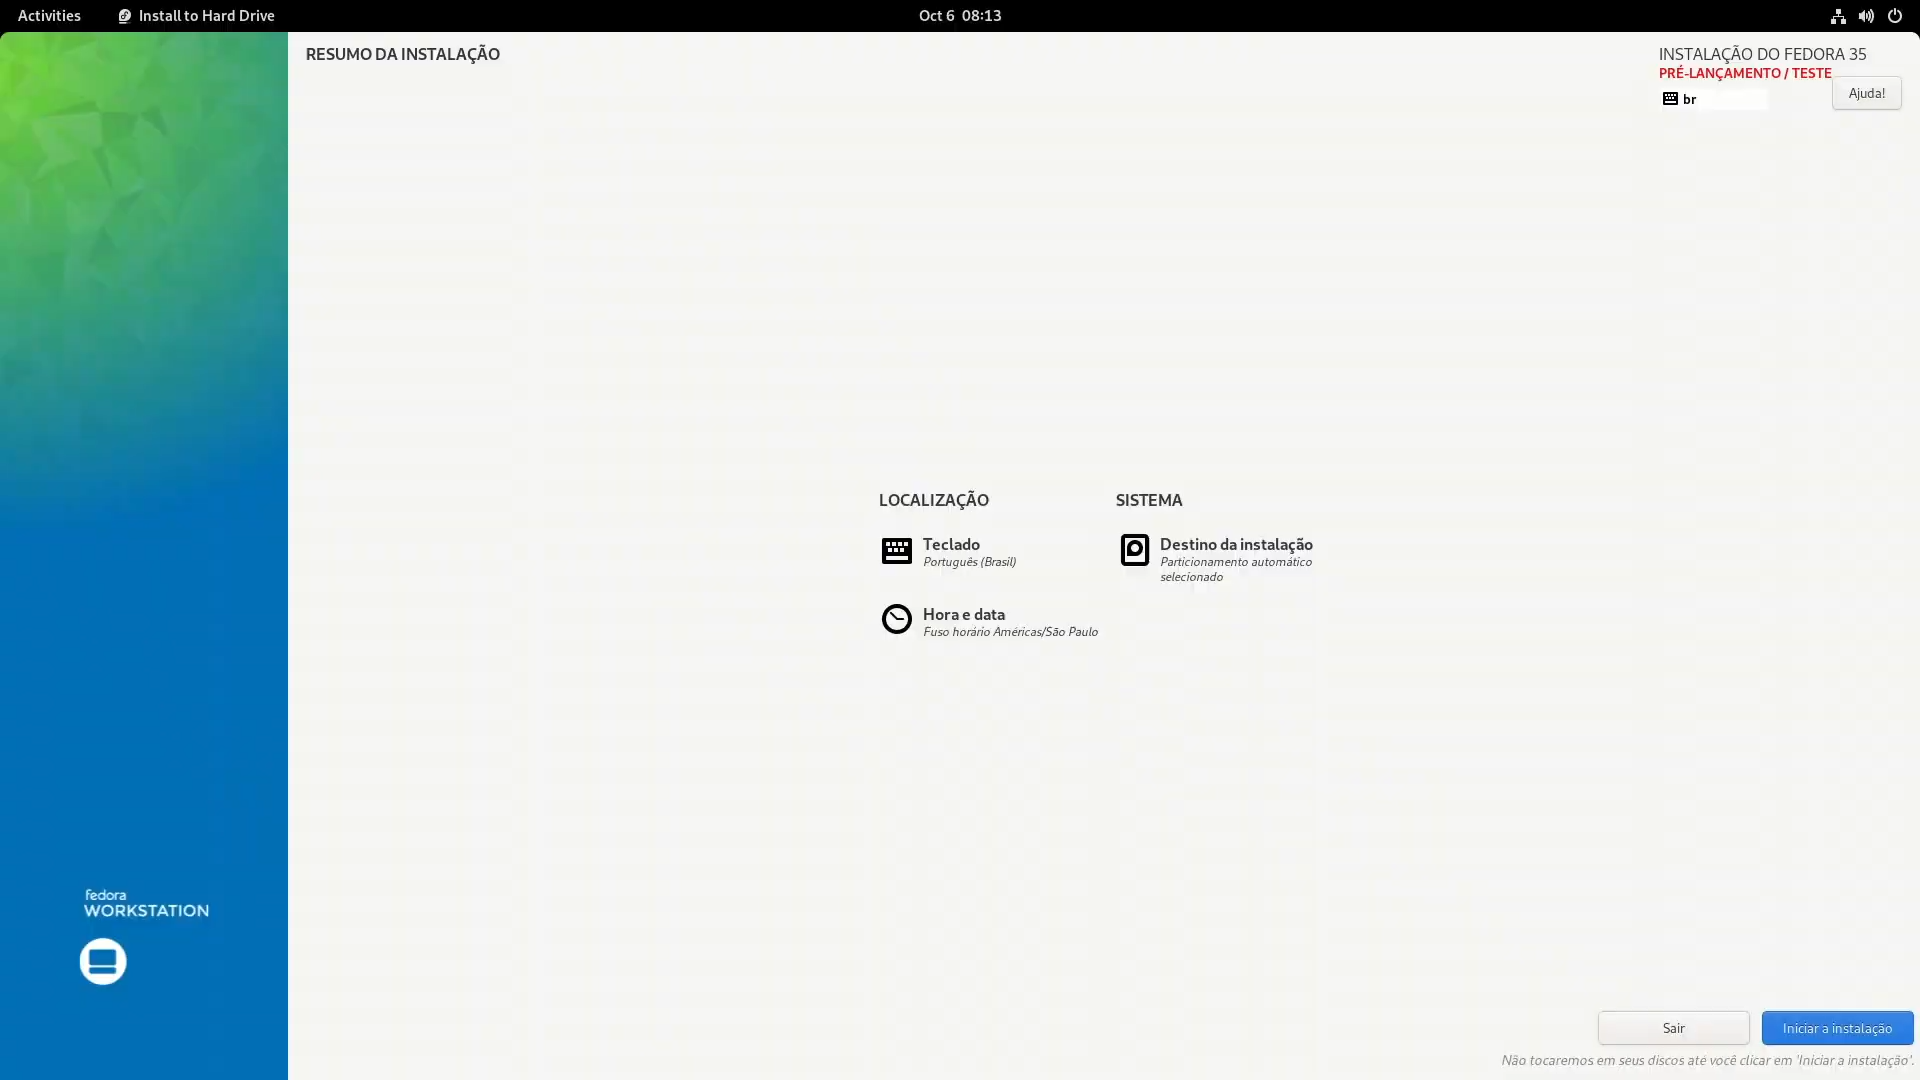 Activities
Install to Hard Drive
Oct 6 08:13
RESUMO DA INSTALAÇÃO
INSTALAÇÃO DO FEDORA 35
PRÉ-LANÇAMENTO / TESTE
br
Ajuda!
LOCALIZAÇÃO
Teclado
Português (Brasil)
Hora e data
Fuso horário Américas/São Paulo
SISTEMA
Destino da instalação
Particionamento automático
selecionado
fedora
WORKSTATION
Sair
Iniciar a instalação
Não tocaremos em seus discos até você clicar em 'Iniciar a instalação'.